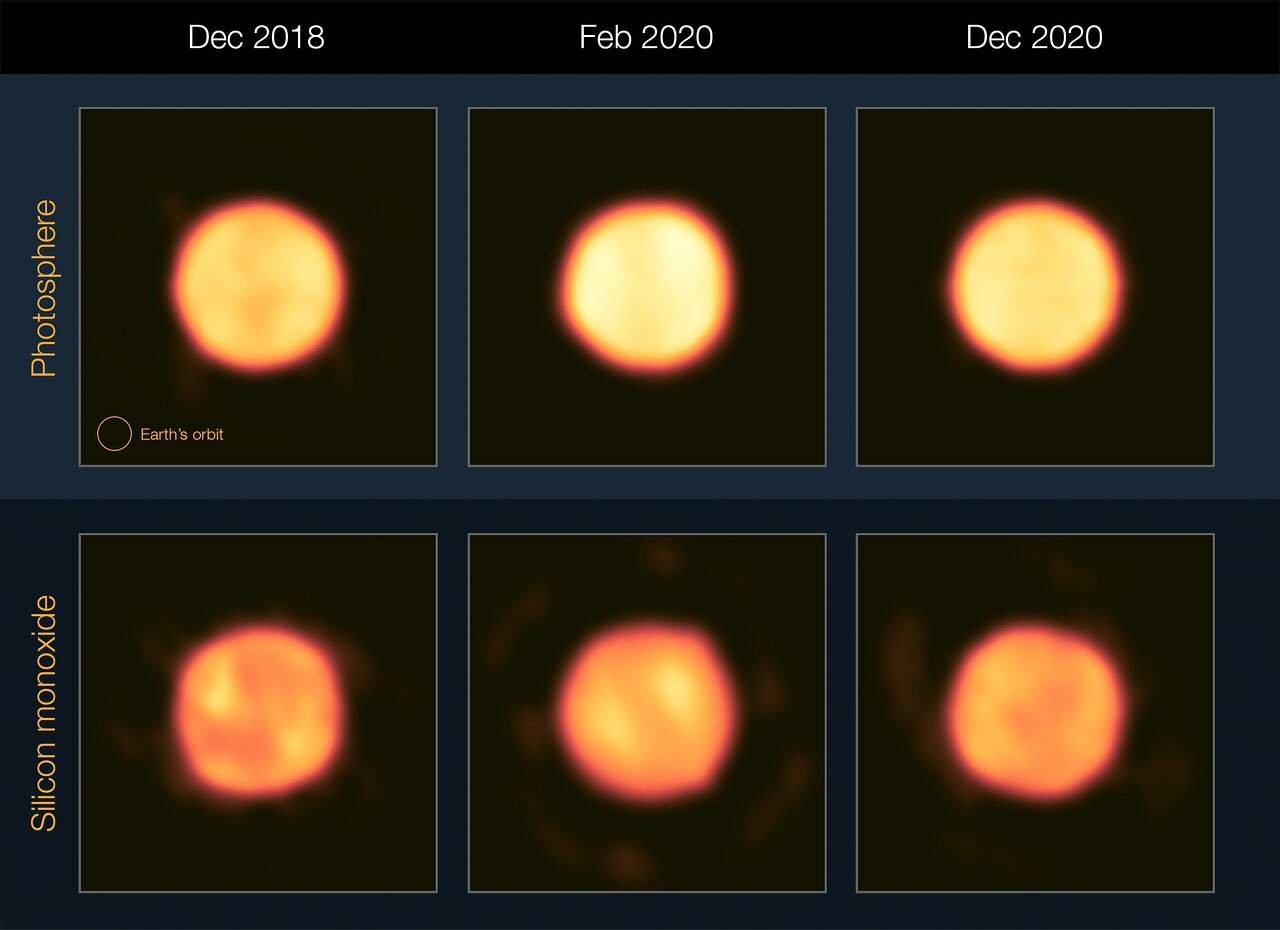 Dec 2018
Feb 2020
Dec 2020
Photosphere
Earth's orbit
Silicon monoxide